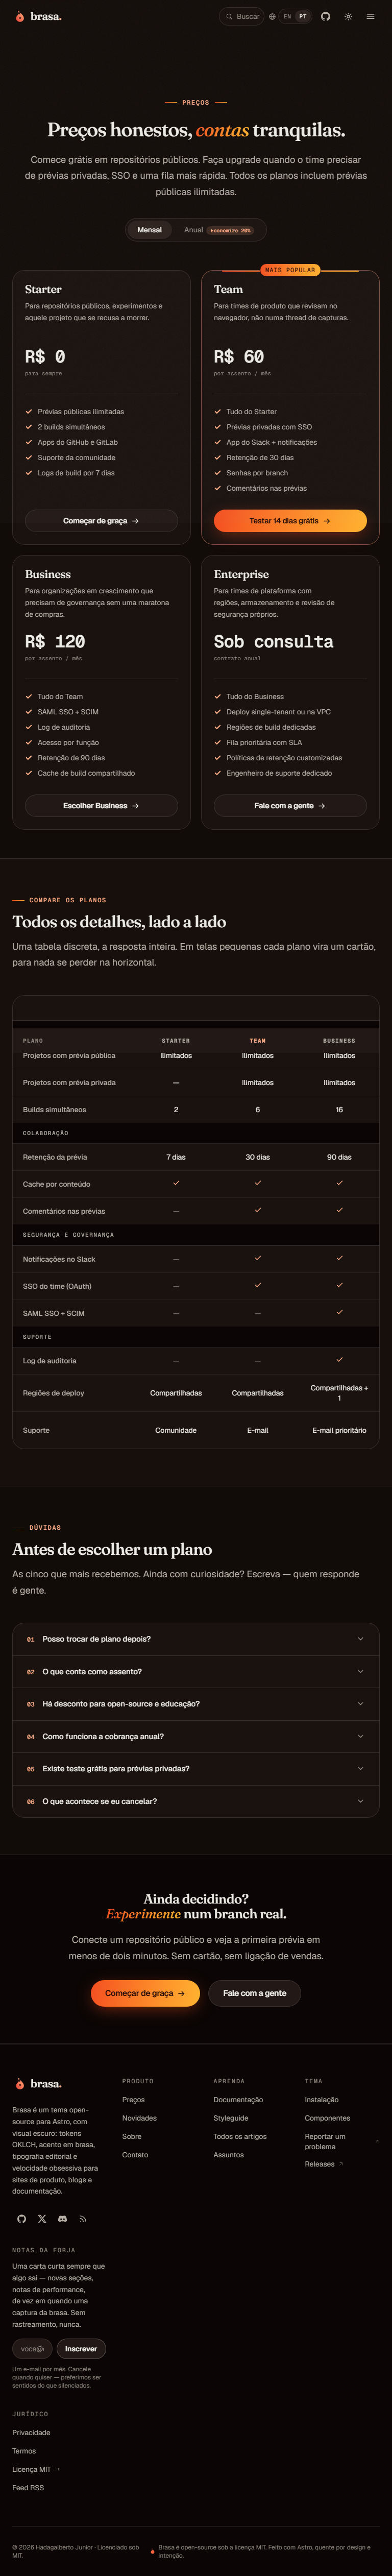 brasa.
Buscar
EN PT
PREÇOS
Preços honestos, contas tranquilas.
Comece grátis em repositórios públicos. Faça upgrade quando o time precisar
de prévias privadas, SSO e uma fila mais rápida. Todos os planos incluem prévias
públicas ilimitadas.
Mensal
Anual Economize 20%
Starter
Para repositórios públicos, experimentos e
aquele projeto que se recusa a morrer.
R$ 0
para sempre
Prévias públicas ilimitadas
2 builds simultâneos
Apps do GitHub e GitLab
Suporte da comunidade
Logs de build por 7 dias
Começar de graça →
MAIS POPULAR
Team
Para times de produto que revisam no
navegador, não numa thread de capturas.
R$ 60
por assento / mês
Tudo do Starter
Prévias privadas com SSO
App do Slack + notificações
Retenção de 30 dias
Senhas por branch
Comentários nas prévias
Testar 14 dias grátis →
Business
Para organizações em crescimento que
precisam de governança sem uma maratona
de compras.
R$ 120
por assento / mês
Tudo do Team
SAML SSO + SCIM
Log de auditoria
Acesso por função
Retenção de 90 dias
Cache de build compartilhado
Escolher Business →
Enterprise
Para times de plataforma com
regiões, armazenamento e revisão de
segurança próprios.
Sob consulta
contrato anual
Tudo do Business
Deploy single-tenant ou na VPC
Regiões de build dedicadas
Fila prioritária com SLA
Políticas de retenção customizadas
Engenheiro de suporte dedicado
Fale com a gente →
COMPARE OS PLANOS
Todos os detalhes, lado a lado
Uma tabela discreta, a resposta inteira. Em telas pequenas cada plano vira um cartão,
para nada se perder na horizontal.
PLANO STARTER TEAM BUSINESS
Projetos com prévia pública Ilimitados Ilimitados Ilimitados
Projetos com prévia privada — Ilimitados Ilimitados
Builds simultâneos 2 6 16
COLABORAÇÃO
Retenção da prévia 7 dias 30 dias 90 dias
Cache por conteúdo
Comentários nas prévias —
SEGURANÇA E GOVERNANÇA
Notificações no Slack —
SSO do time (OAuth) —
SAML SSO + SCIM — —
SUPORTE
Log de auditoria — —
Regiões de deploy Compartilhadas Compartilhadas Compartilhadas +
1
Suporte Comunidade E-mail E-mail prioritário
DÚVIDAS
Antes de escolher um plano
As cinco que mais recebemos. Ainda com curiosidade? Escreva — quem responde
é gente.
01 Posso trocar de plano depois?
02 O que conta como assento?
03 Há desconto para open-source e educação?
04 Como funciona a cobrança anual?
05 Existe teste grátis para prévias privadas?
06 O que acontece se eu cancelar?
Ainda decidindo?
Experimente num branch real.
Conecte um repositório público e veja a primeira prévia em
menos de dois minutos. Sem cartão, sem ligação de vendas.
Começar de graça →
Fale com a gente
brasa.
Brasa é um tema open-
source para Astro, com
visual escuro: tokens
OKLCH, acento em brasa,
tipografia editorial e
velocidade obsessiva para
sites de produto, blogs e
documentação.
NOTAS DA FORJA
Uma carta curta sempre que
algo sai — novas seções,
notas de performance,
de vez em quando uma
captura da brasa. Sem
rastreamento, nunca.
voce@
Inscrever
Um e-mail por mês. Cancele
quando quiser — preferimos ser
sentidos do que silenciados.
JURÍDICO
Privacidade
Termos
Licença MIT ↗
Feed RSS
PRODUTO
Preços
Novidades
Sobre
Contato
APRENDA
Documentação
Styleguide
Todos os artigos
Assuntos
TEMA
Instalação
Componentes
Reportar um
problema ↗
Releases ↗
© 2026 Hadagalberto Junior · Licenciado sob
MIT.
Brasa é open-source sob a licença MIT. Feito com Astro, quente por design e
intenção.